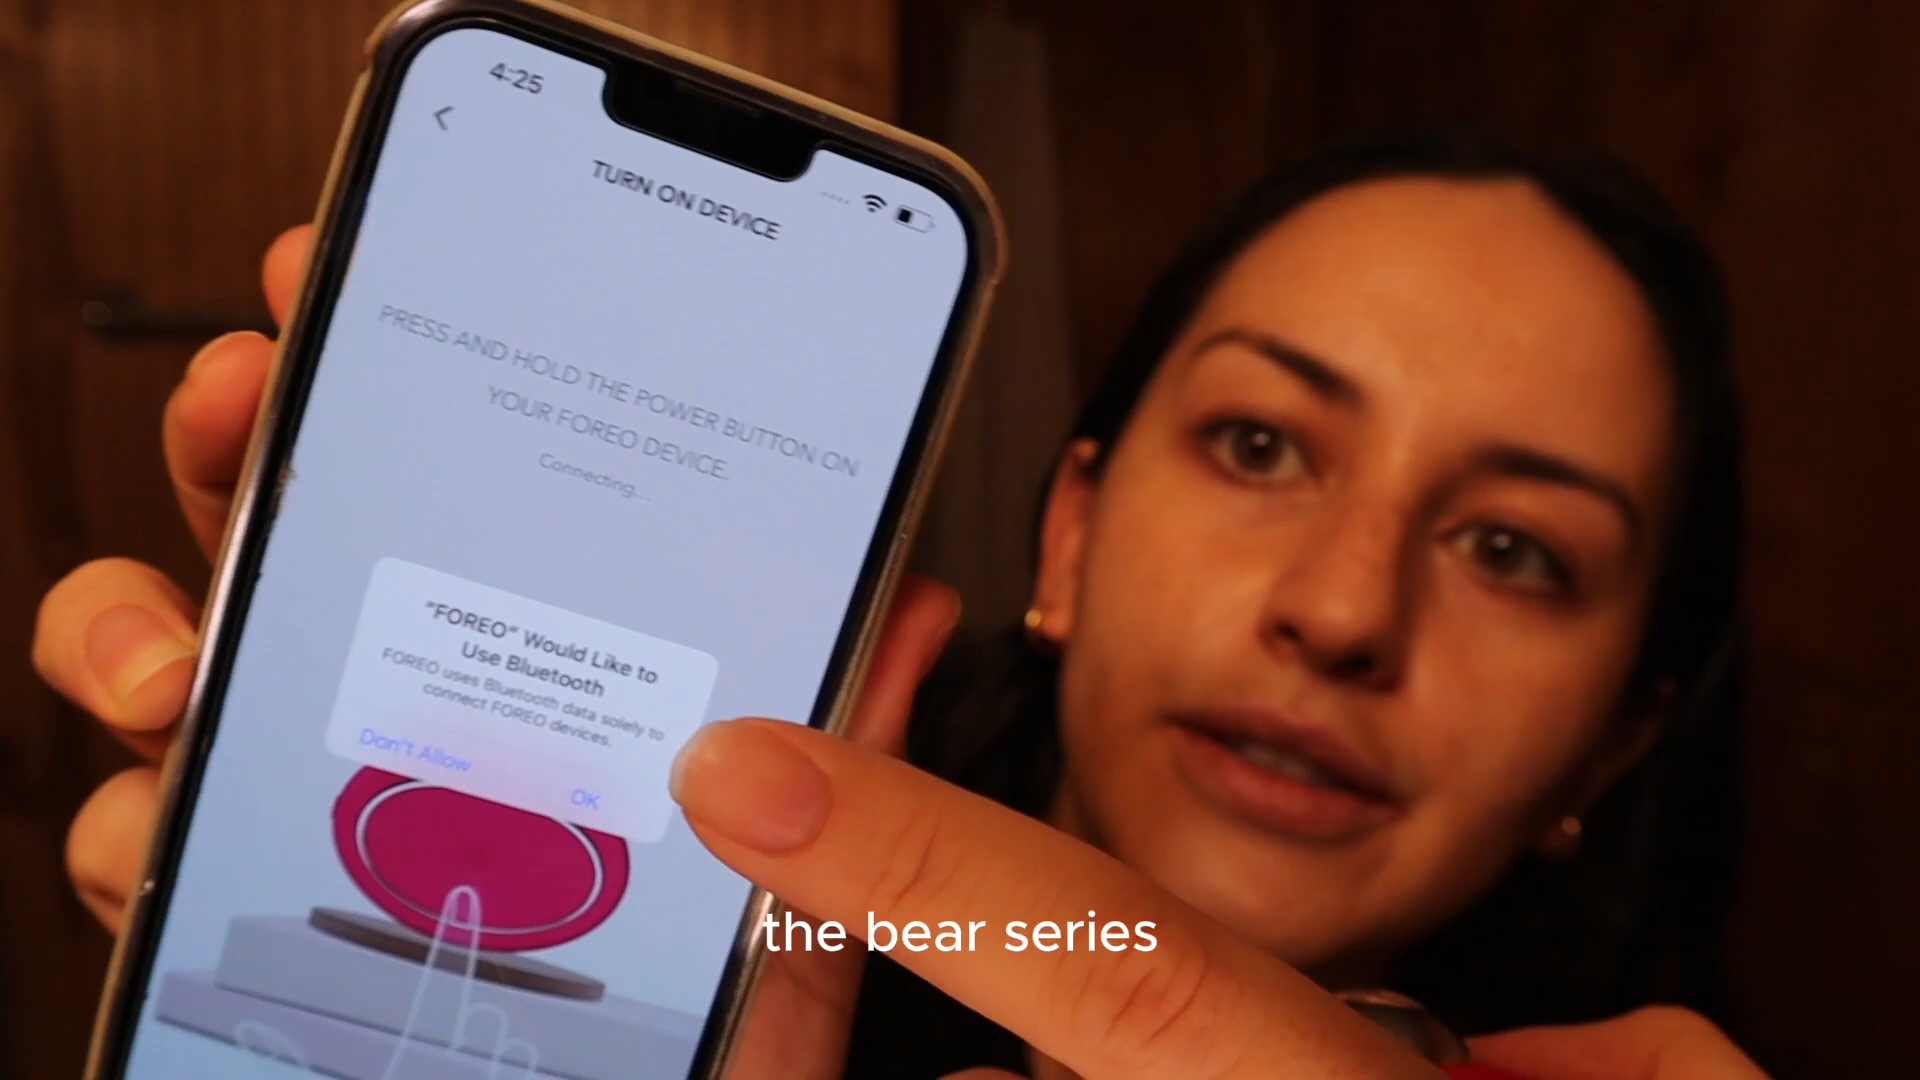 4:25
TURN ON DEVICE
PRESS AND HOLD THE POWER BUTTON ON
YOUR FOREO DEVICE.
Connecting...
"FOREO" Would Like to
Use Bluetooth
FOREO uses Bluetooth data solely to
connect FOREO devices.
Don't Allow
OK
the bear series